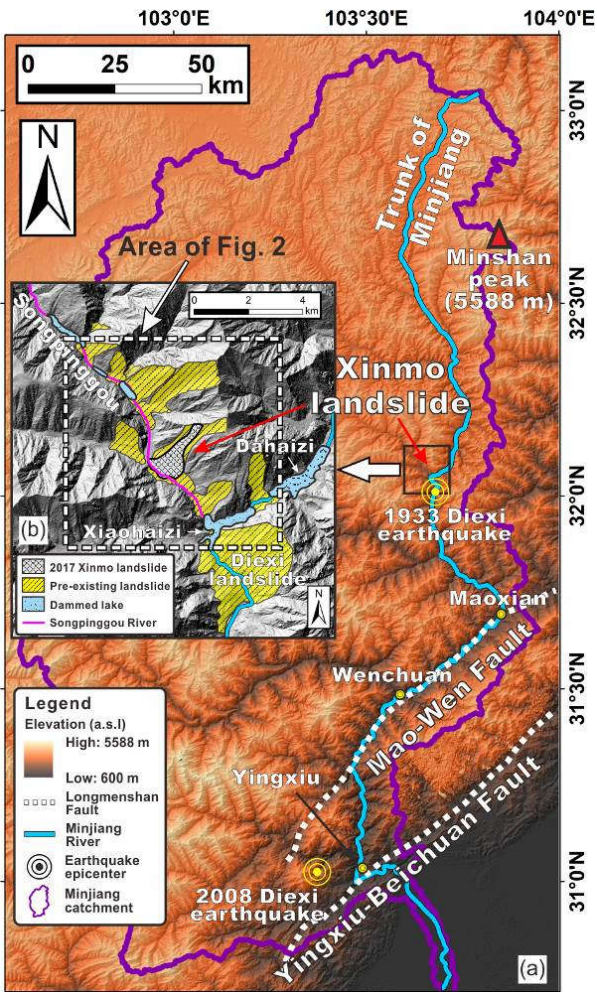 103°0'E
103°30'E
104°0'E
0
25
50
km
N
33°0'N
32°30'N
32°0'N
31°30'N
31°0'N
Trunk of
Minjiang
Minshan
peak
(5588 m)
Area of Fig. 2
0
2
4
km
Songpinggou
Xinmo
landslide
Dahaizi
Xiaohaizi
Diexi
landslide
(b)
2017 Xinmo landslide
Pre-existing landslide
Dammed lake
Songpinggou River
N
1933 Diexi
earthquake
Maoxian
Wenchuan
Mao-Wen Fault
Yingxiu
Yingxiu-Beichuan Fault
2008 Diexi
earthquake
Legend
Elevation (a.s.l)
High: 5588 m
Low: 600 m
Longmenshan
Fault
Minjiang
River
Earthquake
epicenter
Minjiang
catchment
(a)